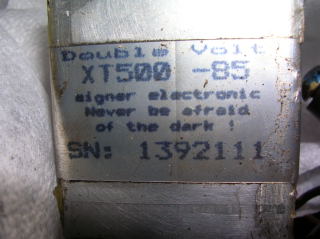 Double Volt
XT500 -85
signer electronic
Never be afraid
of the dark !
SN: 1392111